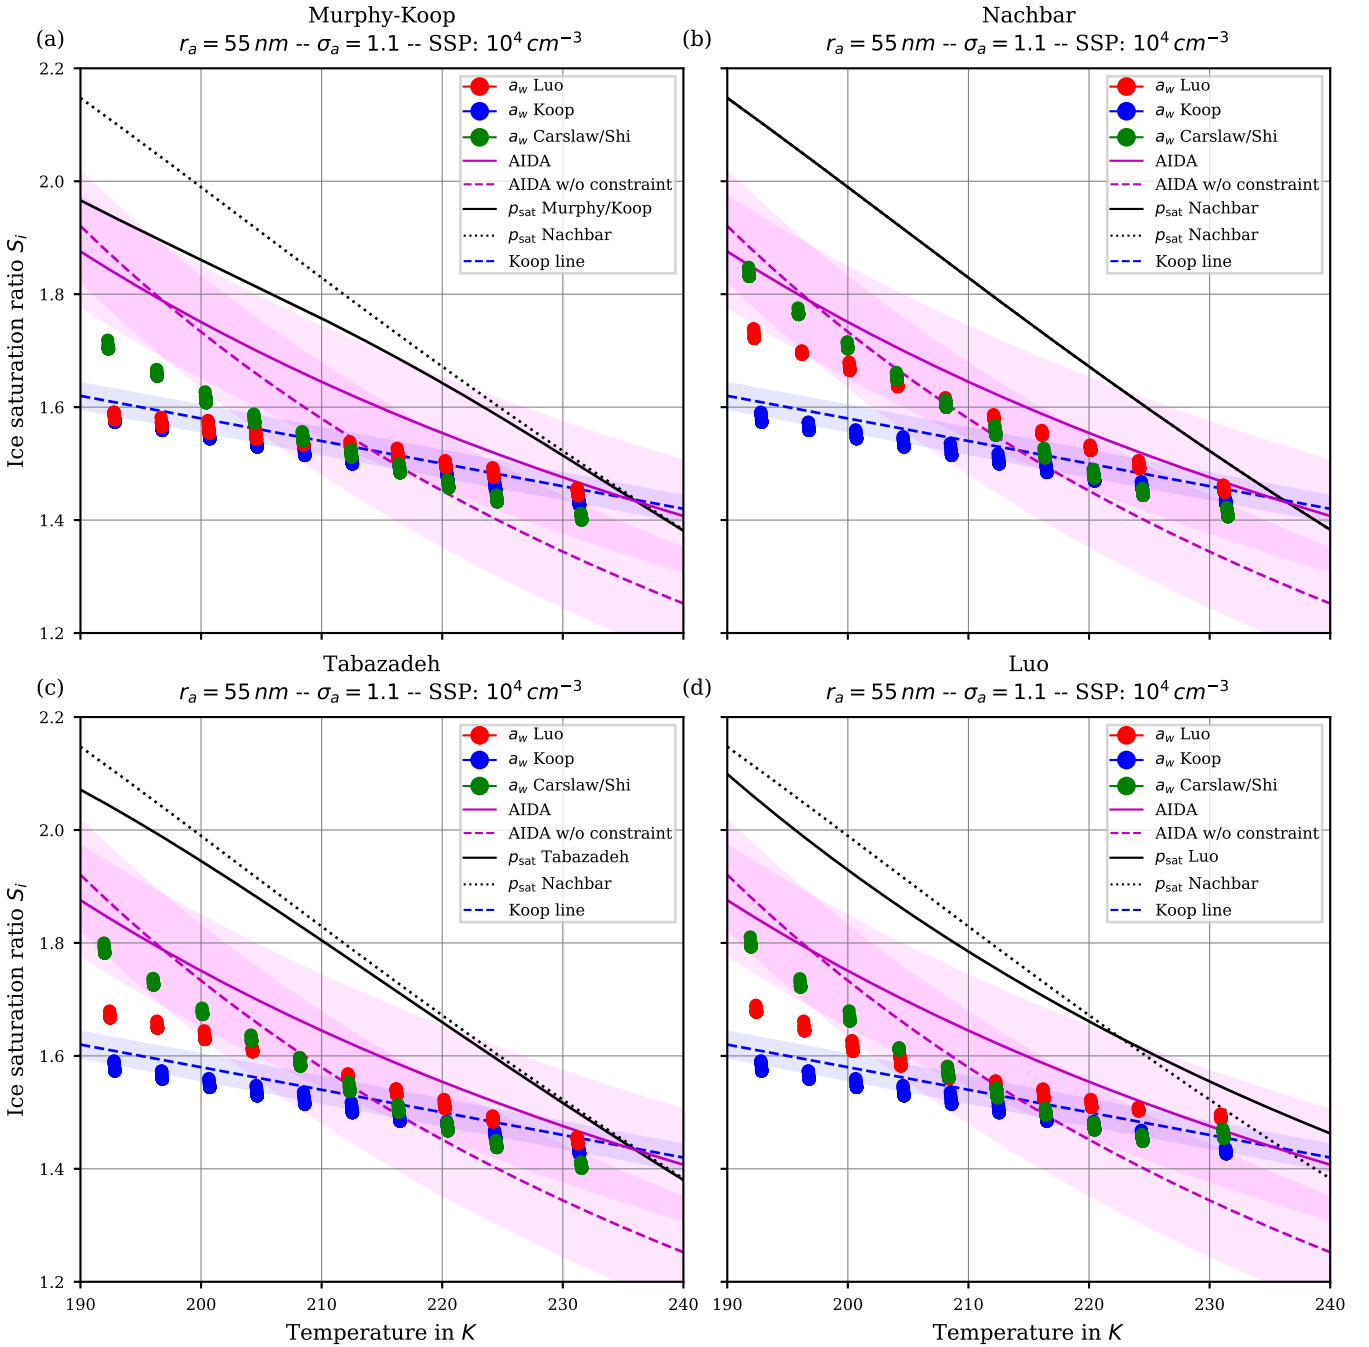 Murphy-Koop
(a)
r_a = 55 nm -- σ_a = 1.1 -- SSP: 10⁴ cm⁻³
2.2
2.0
1.8
1.6
1.4
1.2
Ice saturation ratio S_i
a_w Luo
a_w Koop
a_w Carslaw/Shi
AIDA
AIDA w/o constraint
p_sat Murphy/Koop
p_sat Nachbar
Koop line
Nachbar
(b)
r_a = 55 nm -- σ_a = 1.1 -- SSP: 10⁴ cm⁻³
a_w Luo
a_w Koop
a_w Carslaw/Shi
AIDA
AIDA w/o constraint
p_sat Nachbar
p_sat Nachbar
Koop line
Tabazadeh
(c)
r_a = 55 nm -- σ_a = 1.1 -- SSP: 10⁴ cm⁻³
2.2
2.0
1.8
1.6
1.4
1.2
Ice saturation ratio S_i
a_w Luo
a_w Koop
a_w Carslaw/Shi
AIDA
AIDA w/o constraint
p_sat Tabazadeh
p_sat Nachbar
Koop line
190 200 210 220 230 240
Temperature in K
Luo
(d)
r_a = 55 nm -- σ_a = 1.1 -- SSP: 10⁴ cm⁻³
a_w Luo
a_w Koop
a_w Carslaw/Shi
AIDA
AIDA w/o constraint
p_sat Luo
p_sat Nachbar
Koop line
190 200 210 220 230 240
Temperature in K